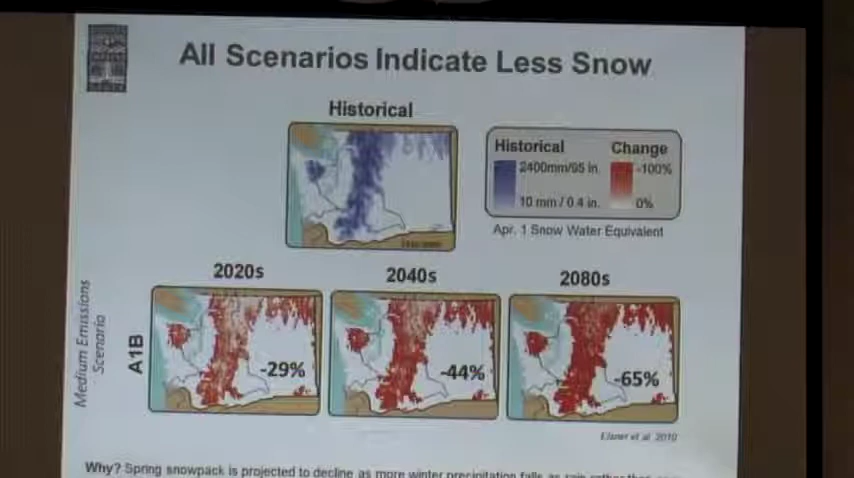 All Scenarios Indicate Less Snow
Historical
Historical Change
2400mm/95 in. -100%
10 mm / 0.4 in. 0%
Apr. 1 Snow Water Equivalent
2020s 2040s 2080s
Medium Emissions
Scenario
A1B
-29% -44% -65%
Elsner et al. 2010
Why? Spring snowpack is projected to decline as more winter precipitation falls as rain rather than